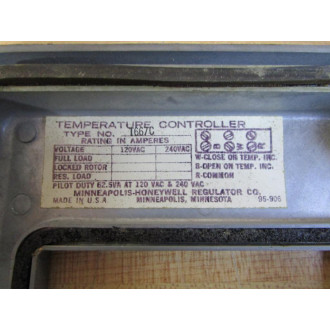 TEMPERATURE CONTROLLER
TYPE NO. T667C
RATING IN AMPERES
VOLTAGE 120VAC 240VAC
FULL LOAD
LOCKED ROTOR
RES. LOAD
B W R
W-CLOSE ON TEMP. INC.
B-OPEN ON TEMP. INC.
R-COMMON
PILOT DUTY 62.5VA AT 120 VAC & 240 VAC
MINNEAPOLIS-HONEYWELL REGULATOR CO.
MADE IN U.S.A. MINNEAPOLIS, MINNESOTA 95-905